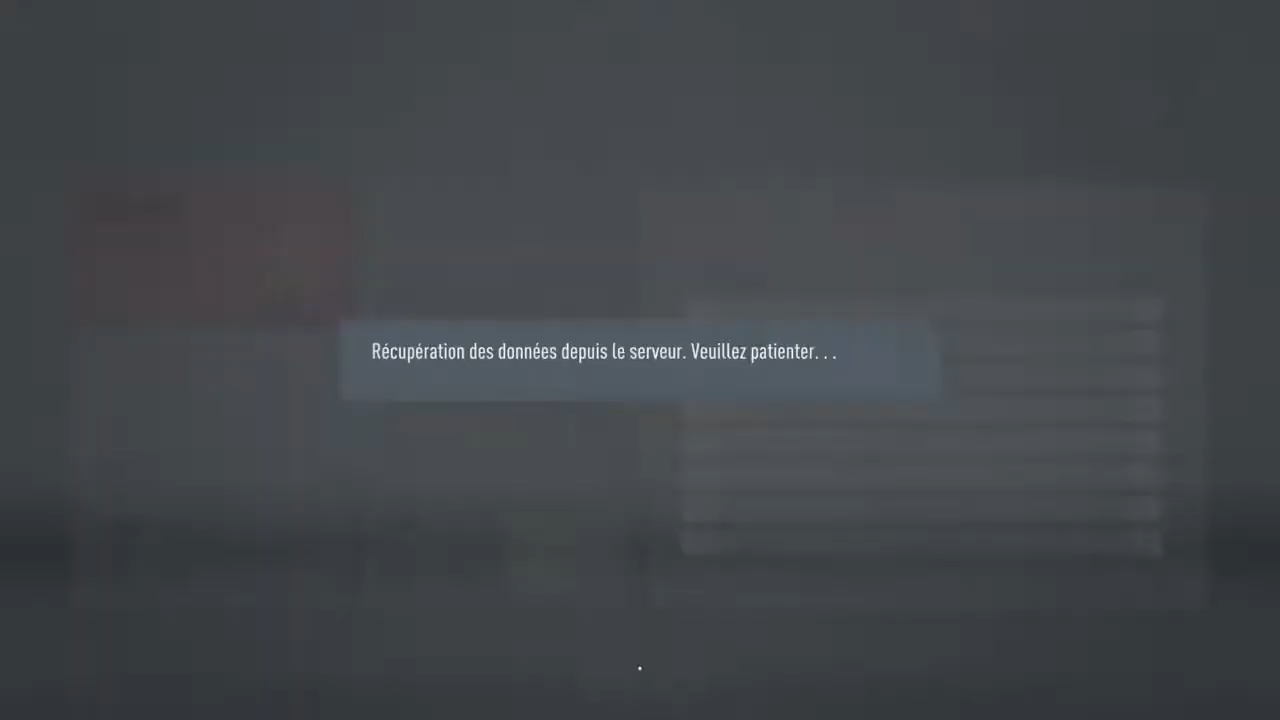 Récupération des données depuis le serveur. Veuillez patienter. . .